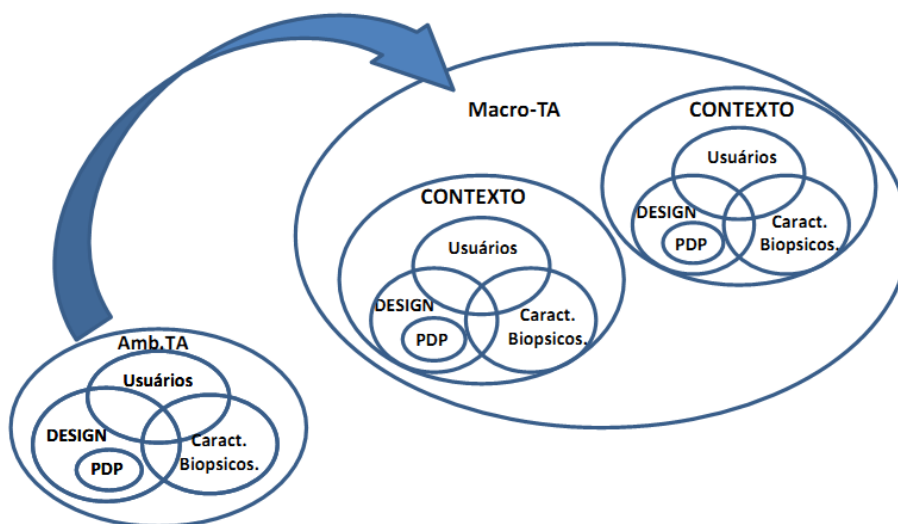 Macro-TA
CONTEXTO
Usuários
DESIGN
PDP
Caract.
Biopsicos.
CONTEXTO
Usuários
DESIGN
PDP
Caract.
Biopsicos.
Amb.TA
Usuários
DESIGN
PDP
Caract.
Biopsicos.